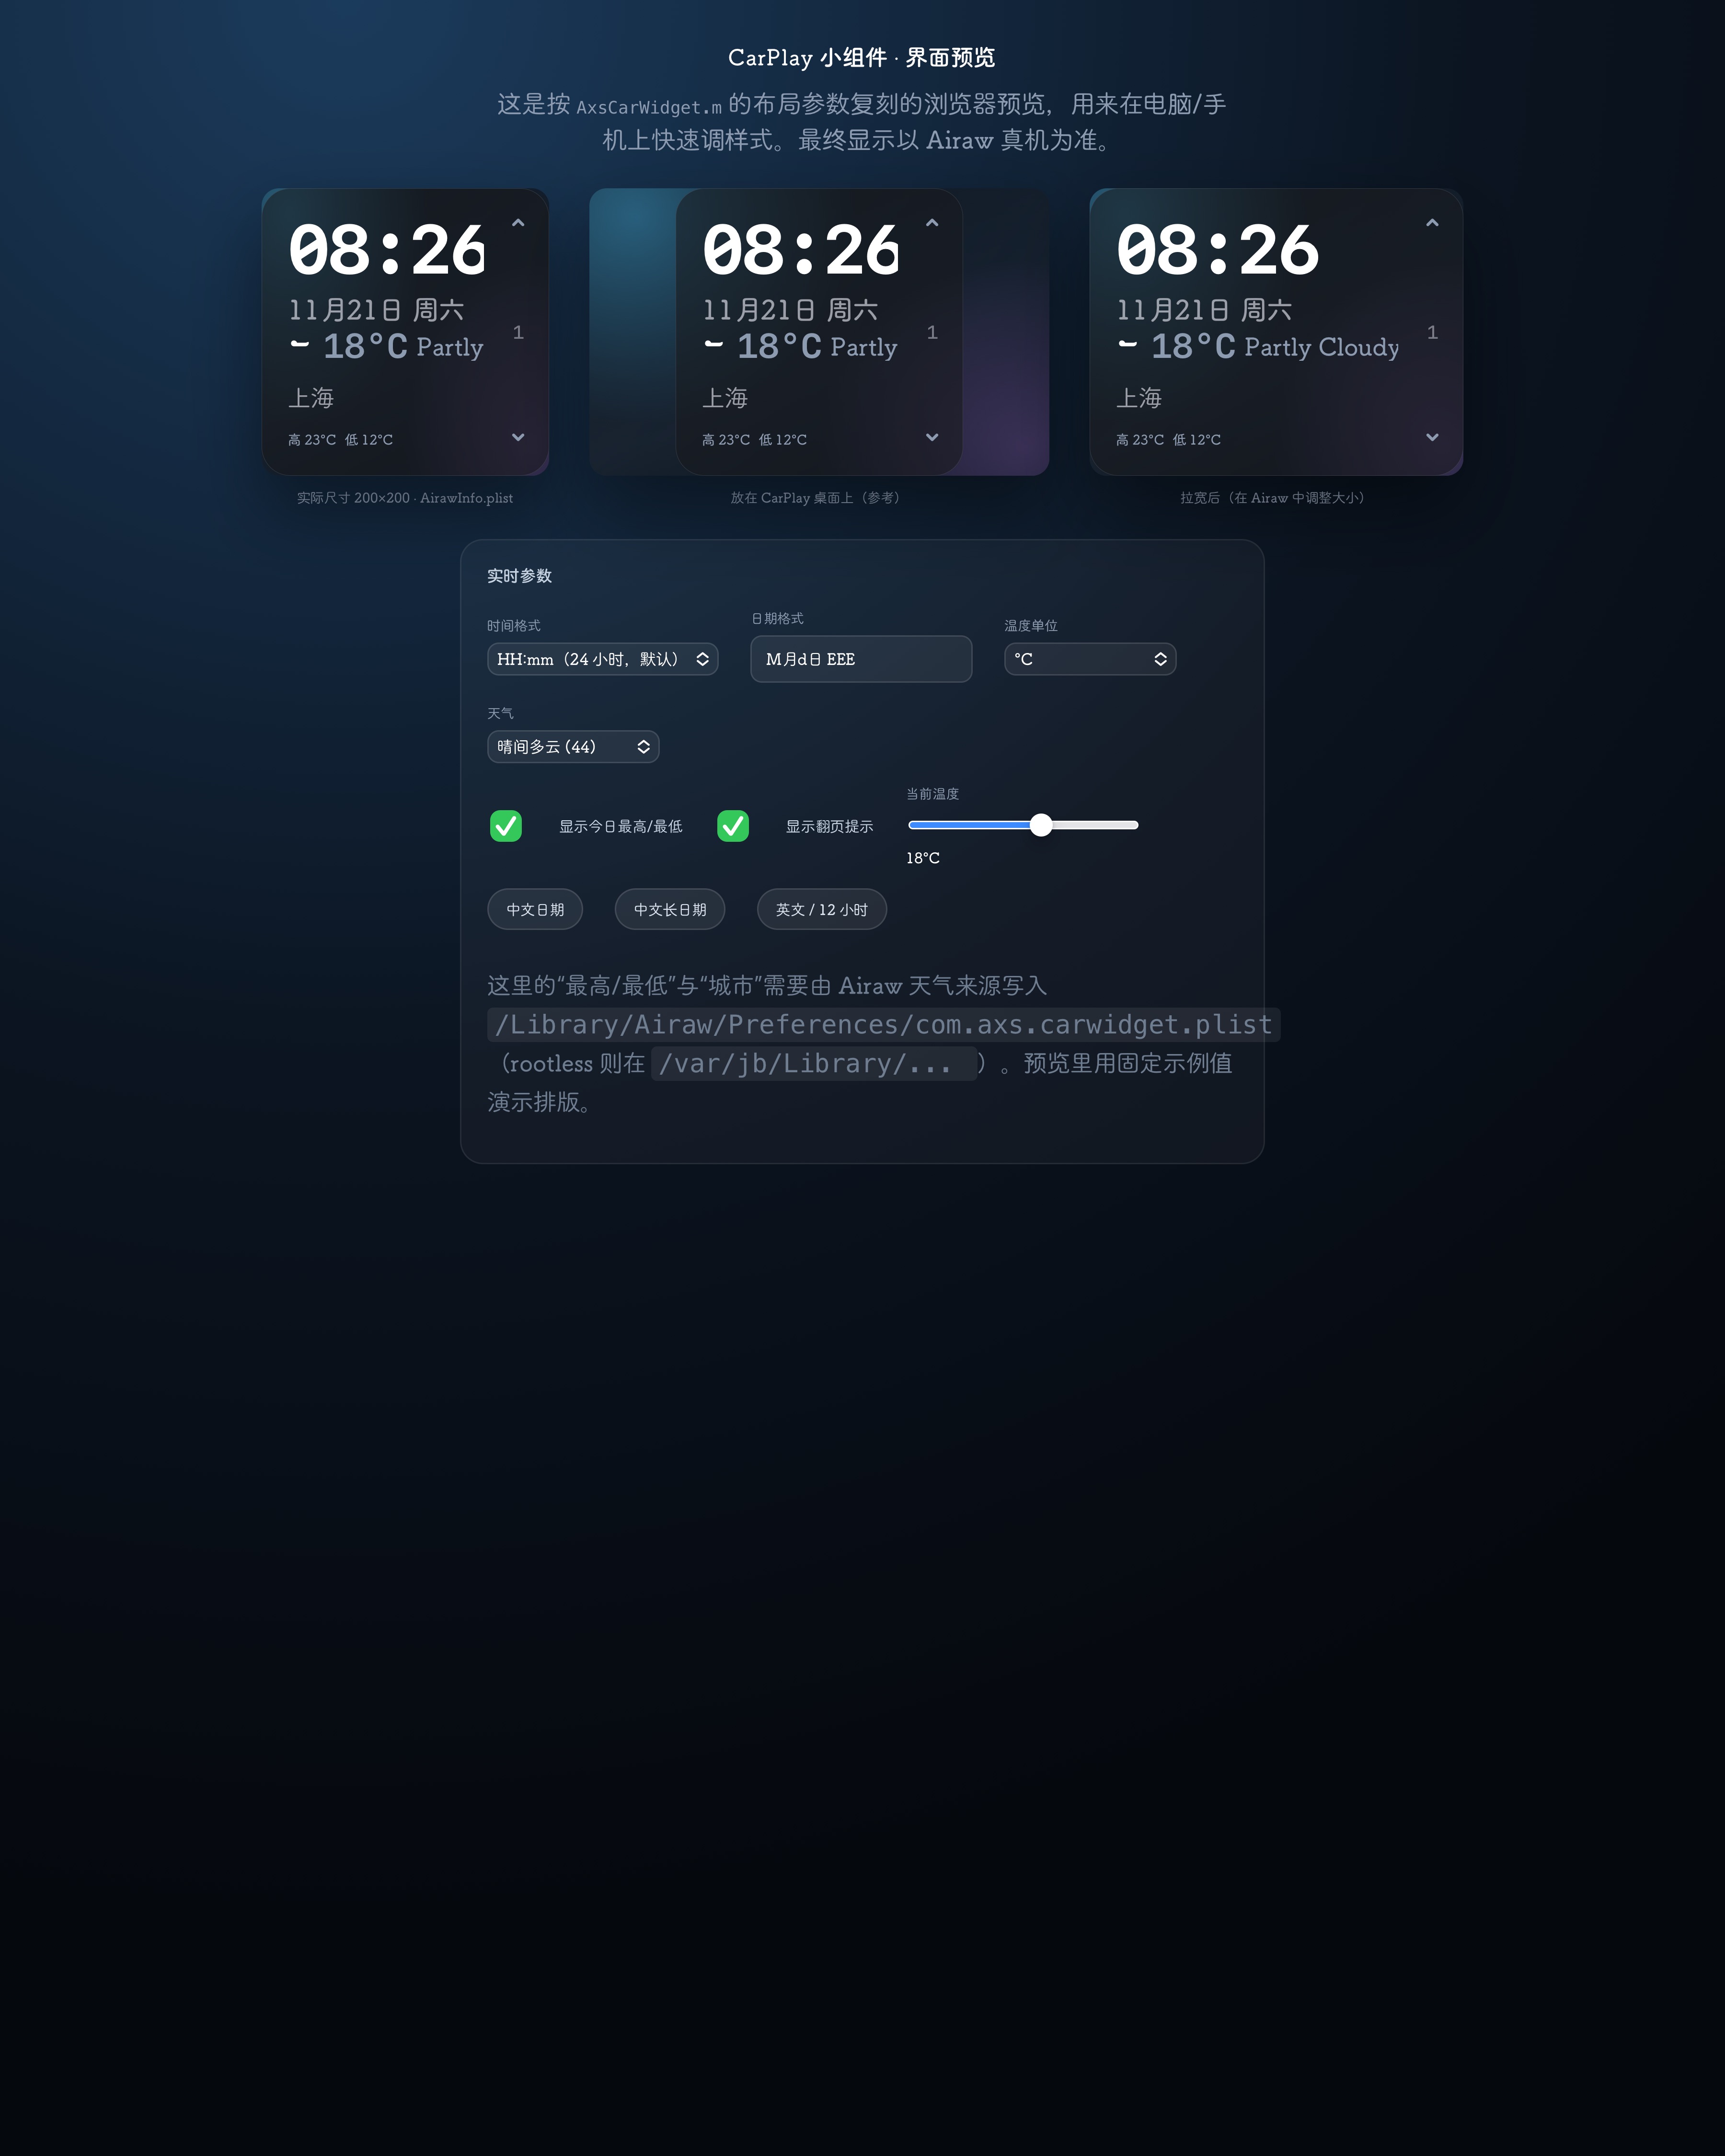 CarPlay 小组件 · 界面预览
这是按 AxsCarWidget.m 的布局参数复刻的浏览器预览，用来在电脑/手
机上快速调样式。最终显示以 Airaw 真机为准。
08:26
11月21日 周六
18°C Partly
1
上海
高 23°C 低 12°C
实际尺寸 200×200 · AirawInfo.plist
08:26
11月21日 周六
18°C Partly
1
上海
高 23°C 低 12°C
放在 CarPlay 桌面上（参考）
08:26
11月21日 周六
18°C Partly Cloudy
1
上海
高 23°C 低 12°C
拉宽后（在 Airaw 中调整大小）
实时参数
时间格式
HH:mm（24 小时，默认）
日期格式
M月d日 EEE
温度单位
°C
天气
晴间多云 (44)
显示今日最高/最低
显示翻页提示
当前温度
18°C
中文日期
中文长日期
英文 / 12 小时
这里的“最高/最低”与“城市”需要由 Airaw 天气来源写入
/Library/Airaw/Preferences/com.axs.carwidget.plist
（rootless 则在 /var/jb/Library/... ）。预览里用固定示例值
演示排版。